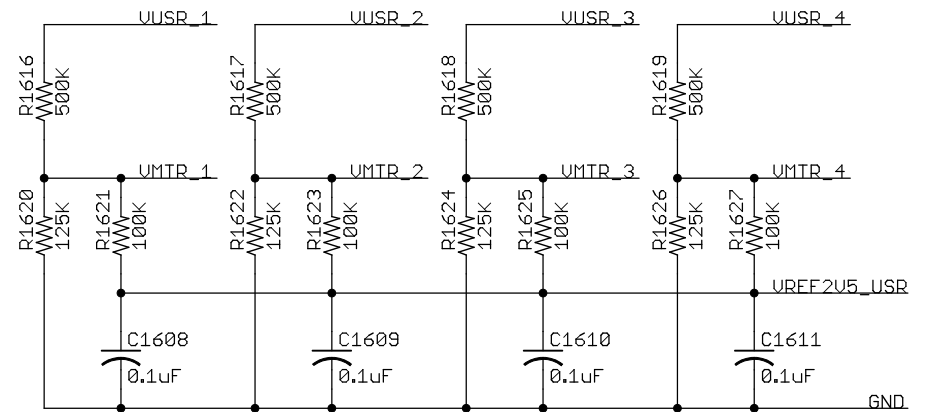 VUSR_1
VUSR_2
VUSR_3
VUSR_4
R1616
500K
R1617
500K
R1618
500K
R1619
500K
VMTR_1
VMTR_2
VMTR_3
VMTR_4
R1620
125K
R1621
100K
R1622
125K
R1623
100K
R1624
125K
R1625
100K
R1626
125K
R1627
100K
VREF2V5_USR
C1608
0.1uF
C1609
0.1uF
C1610
0.1uF
C1611
0.1uF
GND